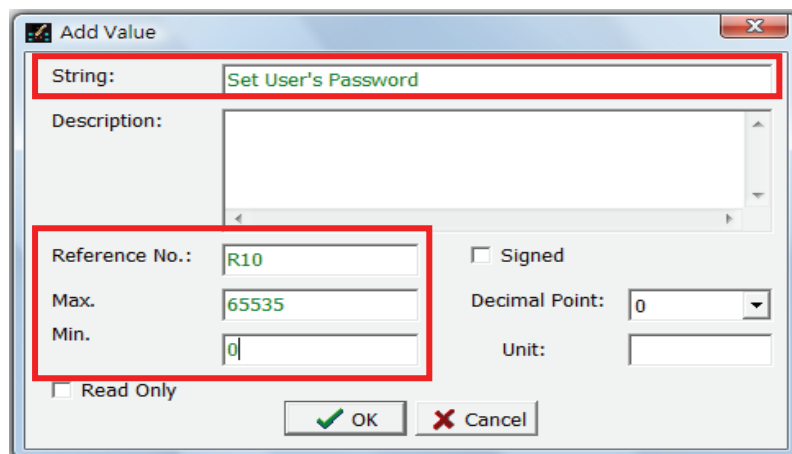 Add Value
String: Set User's Password
Description:
Reference No.: R10 Signed
Max. 65535 Decimal Point: 0
Min. 0 Unit:
Read Only
OK Cancel